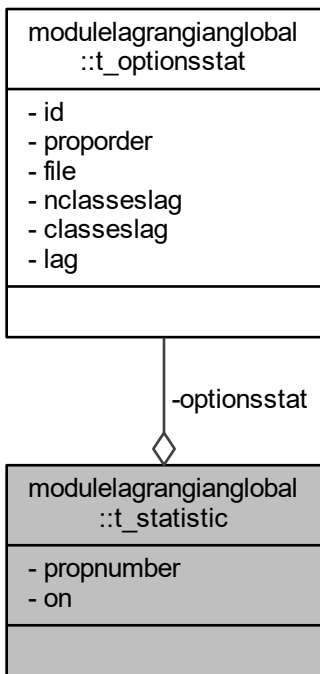 modulelagrangianglobal
::t_optionsstat
- id
- proporder
- file
- nclasseslag
- classeslag
- lag
-optionsstat
modulelagrangianglobal
::t_statistic
- propnumber
- on